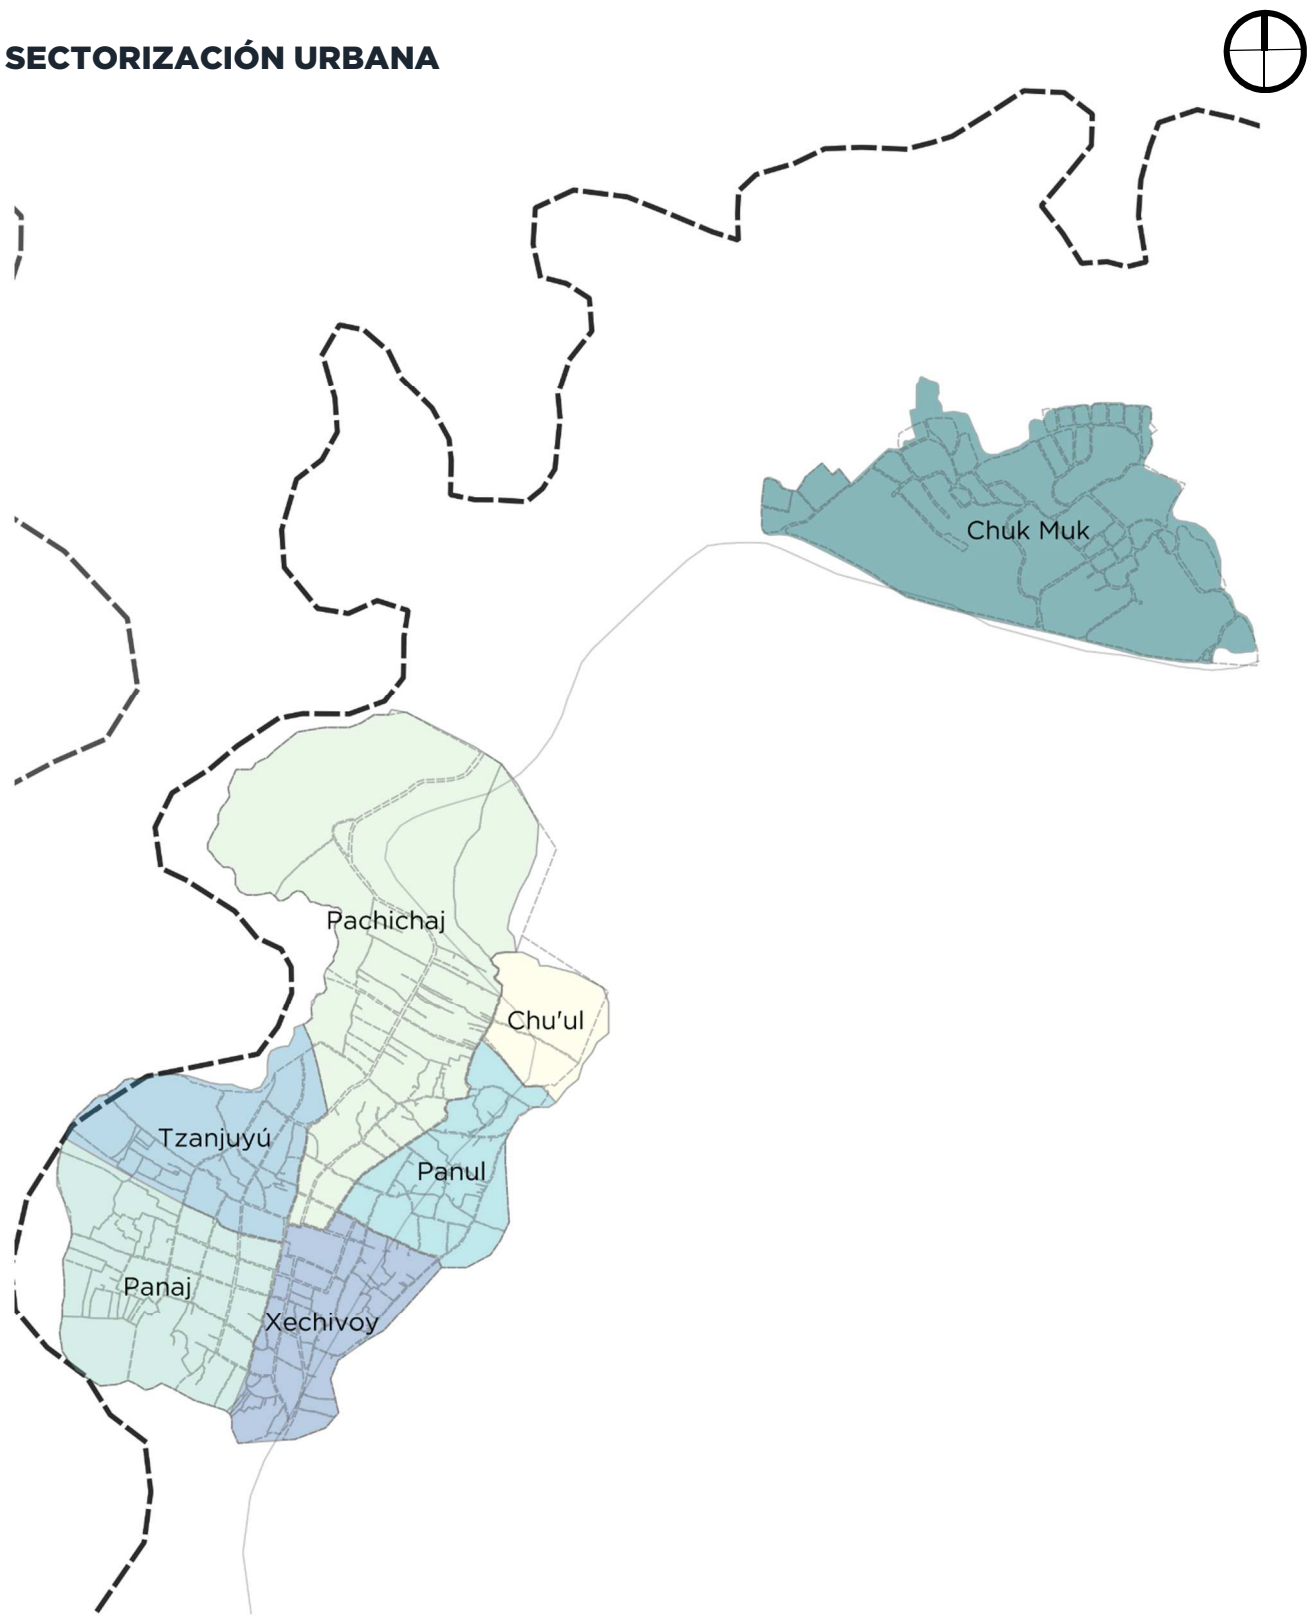 SECTORIZACIÓN URBANA
Chuk Muk
Pachichaj
Chu'ul
Tzanjuyú
Panul
Panaj
Xechivoy